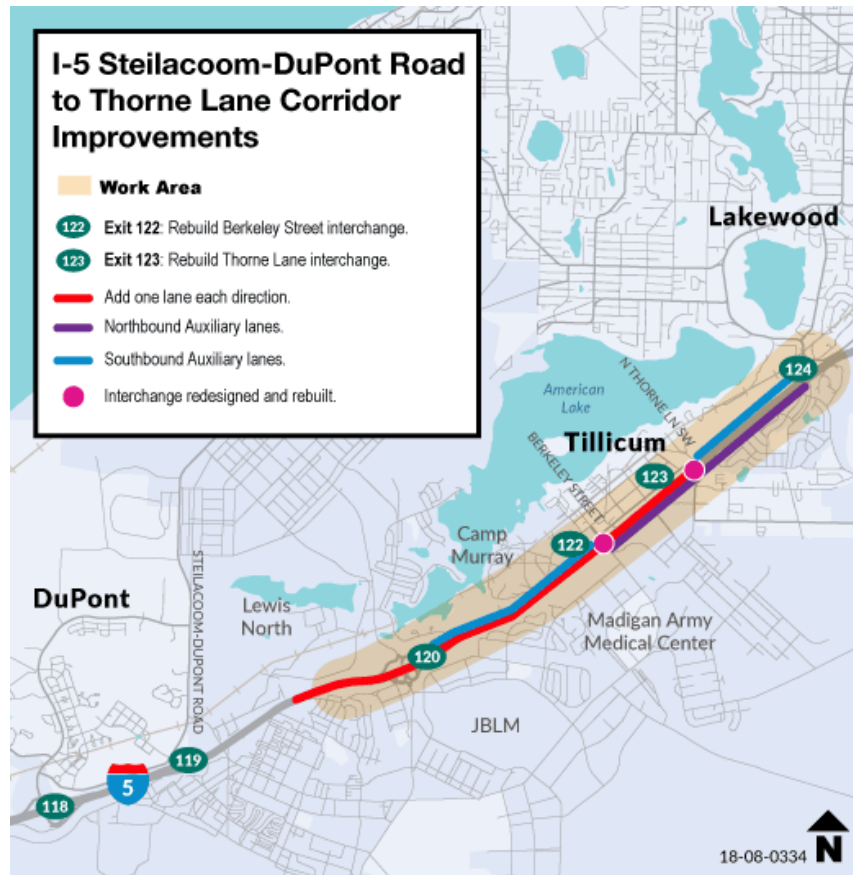 I-5 Steilacoom-DuPont Road
to Thorne Lane Corridor
Improvements
Work Area
122 Exit 122: Rebuild Berkeley Street interchange.
123 Exit 123: Rebuild Thorne Lane interchange.
Add one lane each direction.
Northbound Auxiliary lanes.
Southbound Auxiliary lanes.
Interchange redesigned and rebuilt.
Lakewood
124
American
Lake
N THORNE LN SW
Tillicum
123
BERKELEY STREET
122
Camp
Murray
DuPont
STEILACOOM-DUPONT ROAD
Lewis
North
Madigan Army
Medical Center
120
JBLM
119
5
118
18-08-0334
N